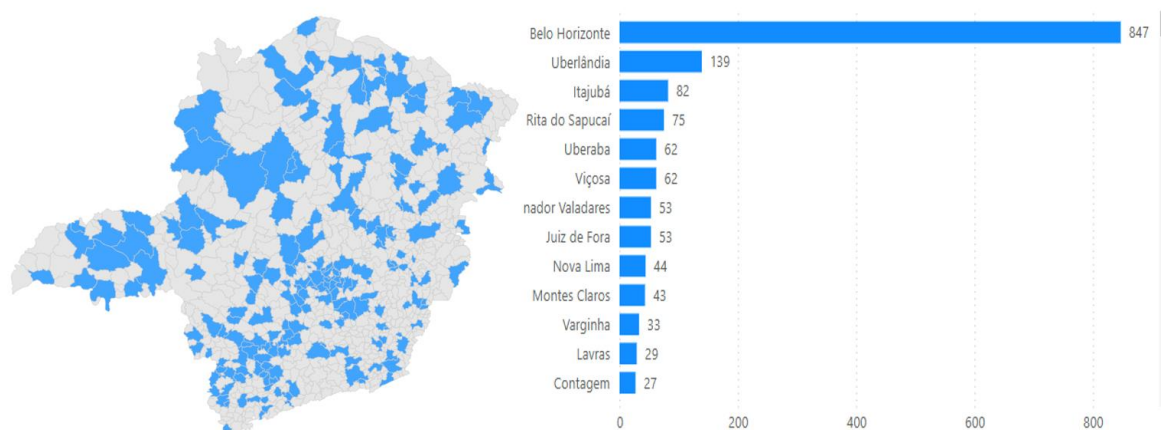 Belo Horizonte 847
Uberlândia 139
Itajubá 82
Rita do Sapucaí 75
Uberaba 62
Viçosa 62
nador Valadares 53
Juiz de Fora 53
Nova Lima 44
Montes Claros 43
Varginha 33
Lavras 29
Contagem 27
0 200 400 600 800